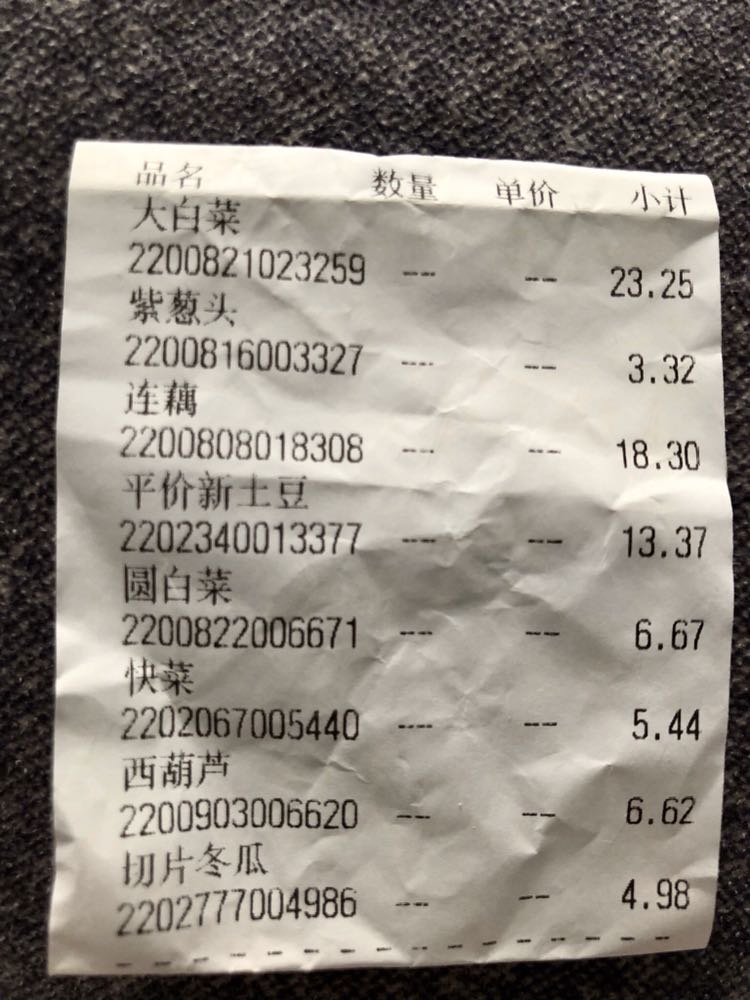 品名 数量 单价 小计
大白菜
2200821023259 -- -- 23.25
紫葱头
2200816003327 -- -- 3.32
连藕
2200808018308 -- -- 18.30
平价新土豆
2202340013377 -- -- 13.37
圆白菜
2200822006671 -- -- 6.67
快菜
2202067005440 -- -- 5.44
西葫芦
2200903006620 -- -- 6.62
切片冬瓜
2202777004986 -- -- 4.98